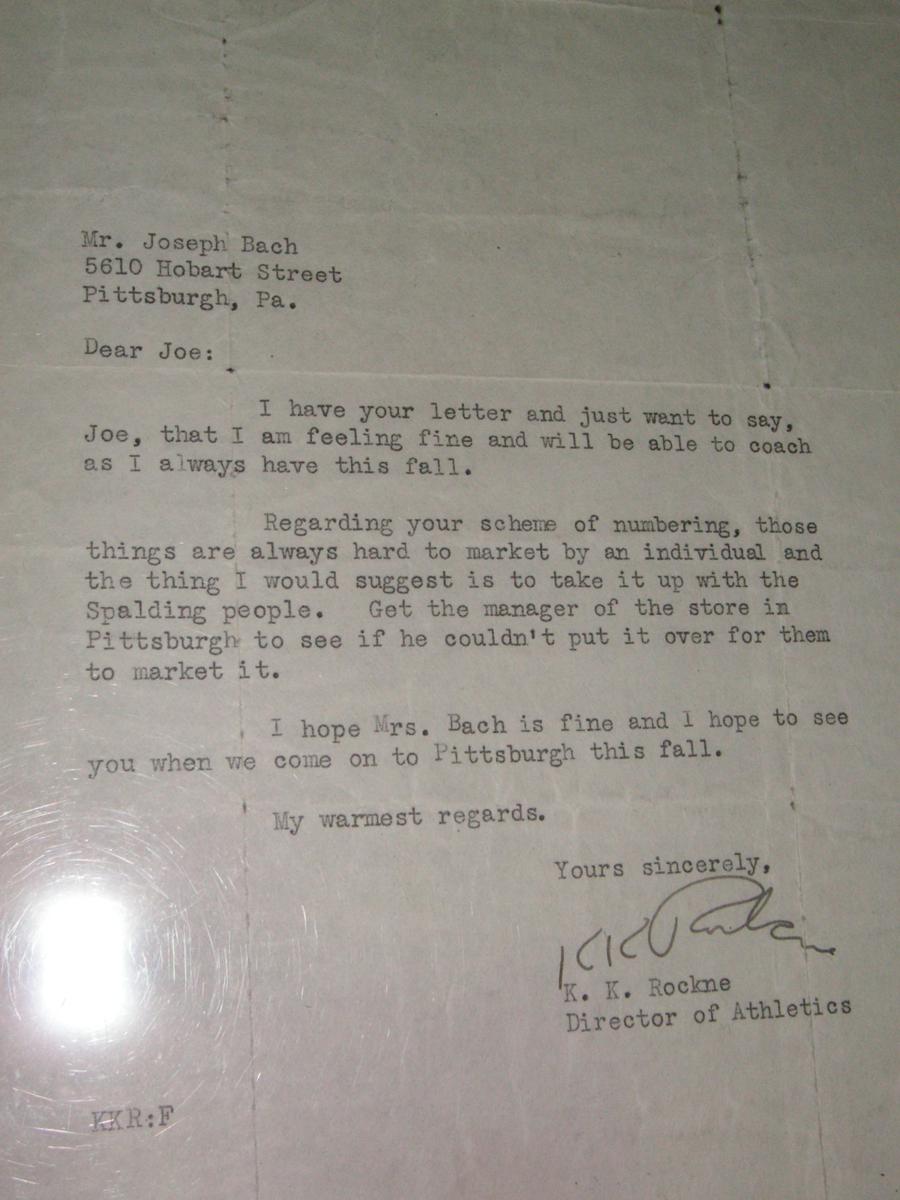 Mr. Joseph Bach
5610 Hobart Street
Pittsburgh, Pa.
Dear Joe:
I have your letter and just want to say,
Joe, that I am feeling fine and will be able to coach
as I always have this fall.
Regarding your scheme of numbering, those
things are always hard to market by an individual and
the thing I would suggest is to take it up with the
Spalding people. Get the manager of the store in
Pittsburgh to see if he couldn't put it over for them
to market it.
I hope Mrs. Bach is fine and I hope to see
you when we come on to Pittsburgh this fall.
My warmest regards.
Yours sincerely,
KK Rockne
K. K. Rockne
Director of Athletics
KKR:F